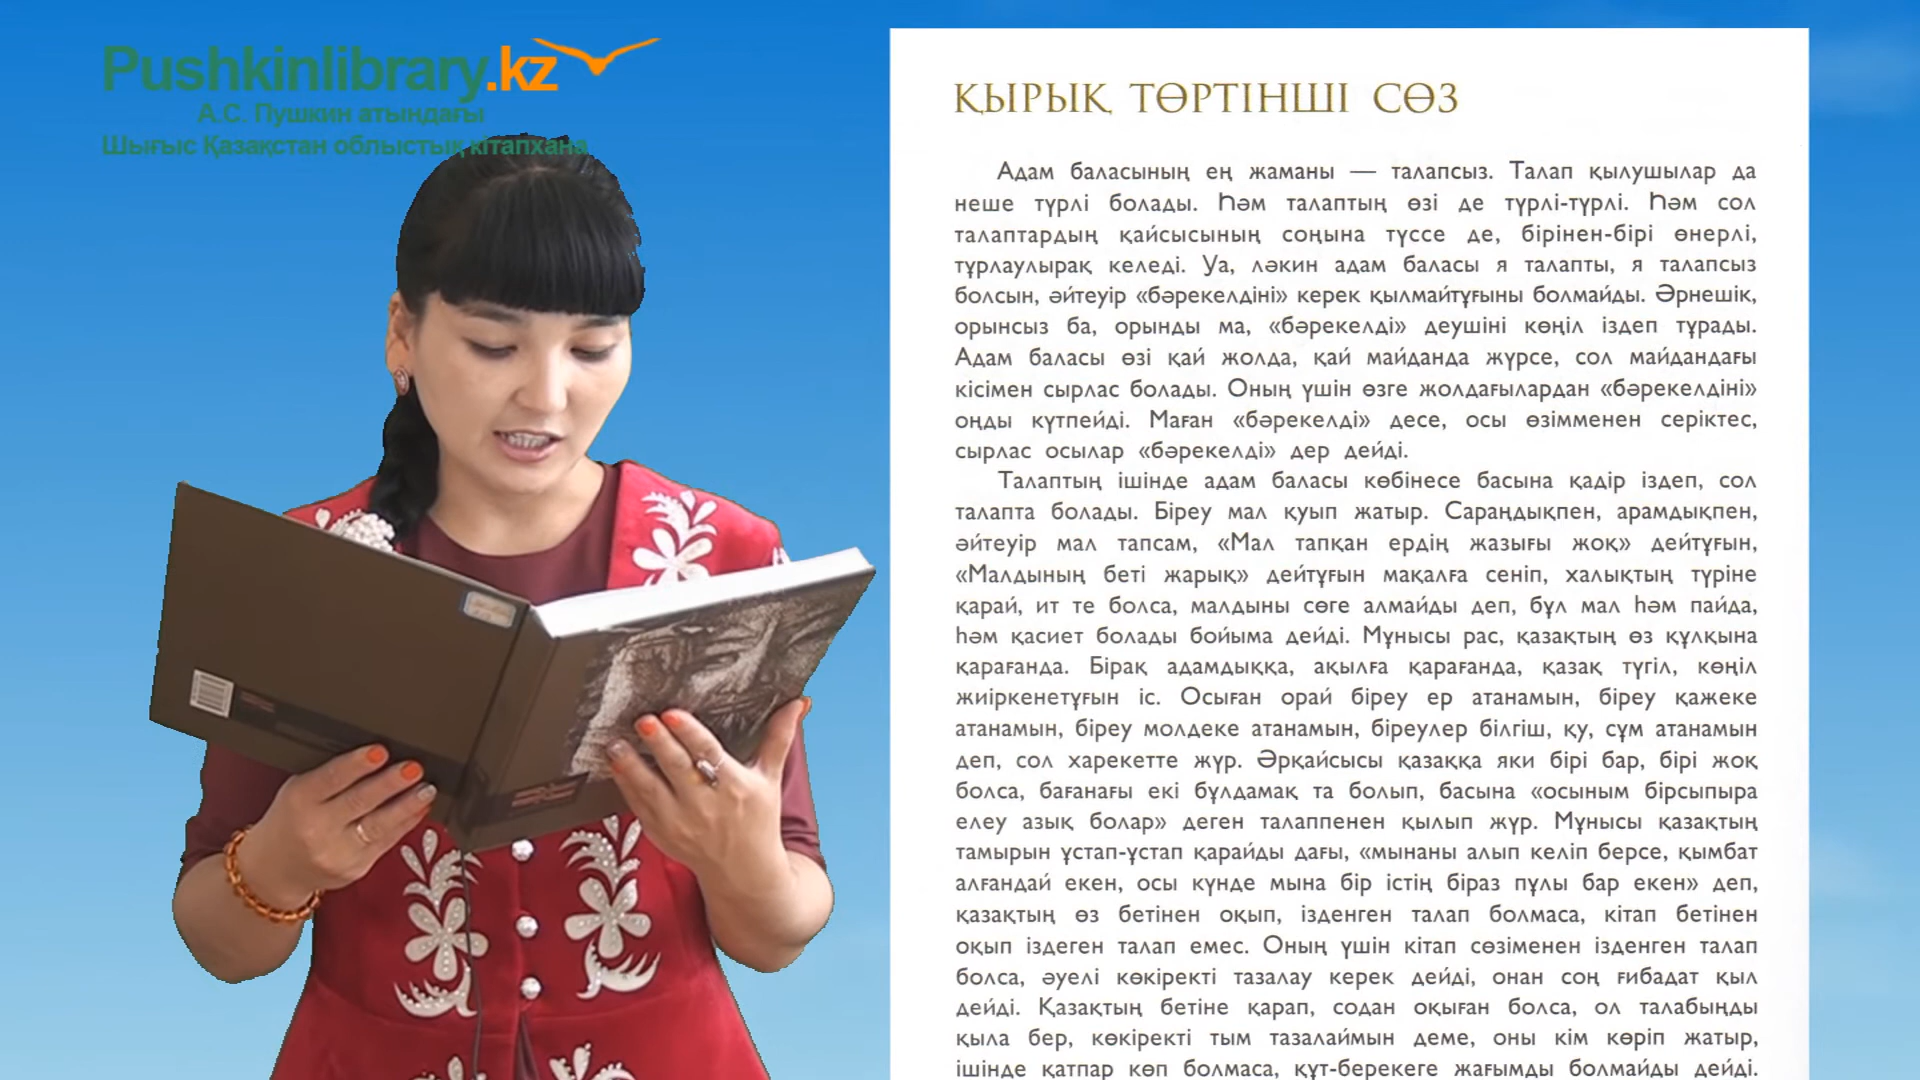 Pushkinlibrary.kz
А.С. Пушкин атындағы
Шығыс Қазақстан облыстық кітапхана
ҚЫРЫҚ ТӨРТІНШІ СӨЗ
Адам баласының ең жаманы — талапсыз. Талап қылушылар да
неше түрлі болады. Һәм талаптың өзі де түрлі-түрлі. Һәм сол
талаптардың қайсысының соңына түссе де, бірінен-бірі өнерлі,
тұрлаулырақ келеді. Уа, ләкин адам баласы я талапты, я талапсыз
болсын, әйтеуір «бәрекелдіні» керек қылмайтұғыны болмайды. Әрнешік,
орынсыз ба, орынды ма, «бәрекелді» деушіні көңіл іздеп тұрады.
Адам баласы өзі қай жолда, қай майданда жүрсе, сол майдандағы
кісімен сырлас болады. Оның үшін өзге жолдағылардан «бәрекелдіні»
оңды күтпейді. Маған «бәрекелді» десе, осы өзімменен серіктес,
сырлас осылар «бәрекелді» дер дейді.
Талаптың ішінде адам баласы көбінесе басына қадір іздеп, сол
талапта болады. Біреу мал қуып жатыр. Сараңдықпен, арамдықпен,
әйтеуір мал тапсам, «Мал тапқан ердің жазығы жоқ» дейтұғын,
«Малдының беті жарық» дейтұғын мақалға сеніп, халықтың түріне
қарай, ит те болса, малдыны сөге алмайды деп, бұл мал һәм пайда,
һәм қасиет болады бойыма дейді. Мұнысы рас, қазақтың өз құлқына
қарағанда. Бірақ адамдыққа, ақылға қарағанда, қазақ түгіл, көңіл
жиіркенетұғын іс. Осыған орай біреу ер атанамын, біреу қажеке
атанамын, біреу молдеке атанамын, біреулер білгіш, қу, сұм атанамын
деп, сол харекетте жүр. Әрқайсысы қазаққа яки бірі бар, бірі жоқ
болса, бағанағы екі бұлдамақ та болып, басына «осыным бірсыпыра
елеу азық болар» деген талаппенен қылып жүр. Мұнысы қазақтың
тамырын ұстап-ұстап қарайды дағы, «мынаны алып келіп берсе, қымбат
алғандай екен, осы күнде мына бір істің біраз пұлы бар екен» деп,
қазақтың өз бетінен оқып, ізденген талап болмаса, кітап бетінен
оқып іздеген талап емес. Оның үшін кітап сөзіменен ізденген талап
болса, әуелі көкіректі тазалау керек дейді, онан соң ғибадат қыл
дейді. Қазақтың бетіне қарап, содан оқыған болса, ол талабыңды
қыла бер, көкіректі тым тазалаймын деме, оны кім көріп жатыр,
ішінде қатпар көп болмаса, құт-берекеге жағымды болмайды дейді.